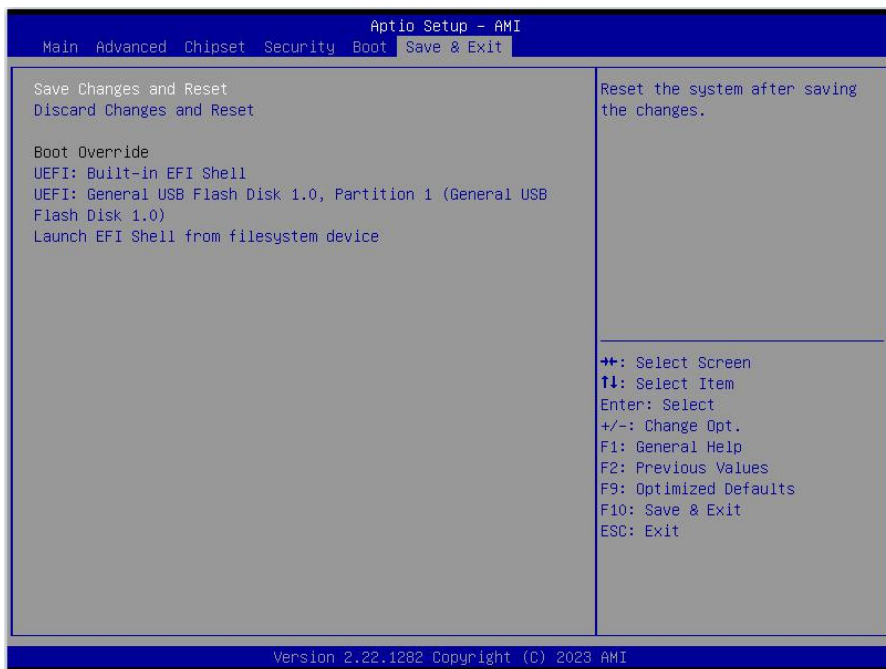 Aptio Setup - AMI
Main Advanced Chipset Security Boot Save & Exit
Save Changes and Reset
Discard Changes and Reset
Boot Override
UEFI: Built-in EFI Shell
UEFI: General USB Flash Disk 1.0, Partition 1 (General USB
Flash Disk 1.0)
Launch EFI Shell from filesystem device
Reset the system after saving
the changes.
→←: Select Screen
↑↓: Select Item
Enter: Select
+/-: Change Opt.
F1: General Help
F2: Previous Values
F9: Optimized Defaults
F10: Save & Exit
ESC: Exit
Version 2.22.1282 Copyright (C) 2023 AMI